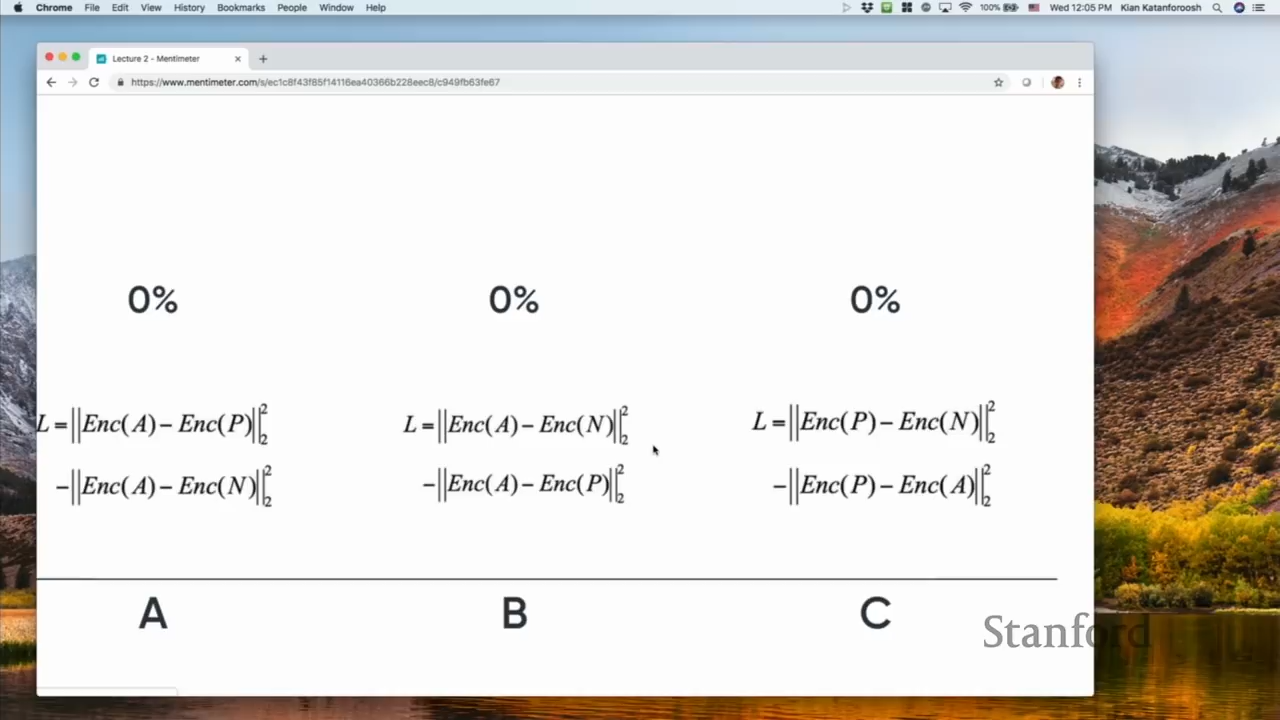 Chrome File Edit View History Bookmarks People Window Help 100% Wed 12:05 PM Kian Katanforoosh
Lecture 2 - Mentimeter
https://www.mentimeter.com/s/ec1c8f43f85f14116ea40366b228eec8/c949fb63fe67
0% 0% 0%
L = ||Enc(A) − Enc(P)||₂² L = ||Enc(A) − Enc(N)||₂² L = ||Enc(P) − Enc(N)||₂²
−||Enc(A) − Enc(N)||₂² −||Enc(A) − Enc(P)||₂² −||Enc(P) − Enc(A)||₂²
A B C
Stanford